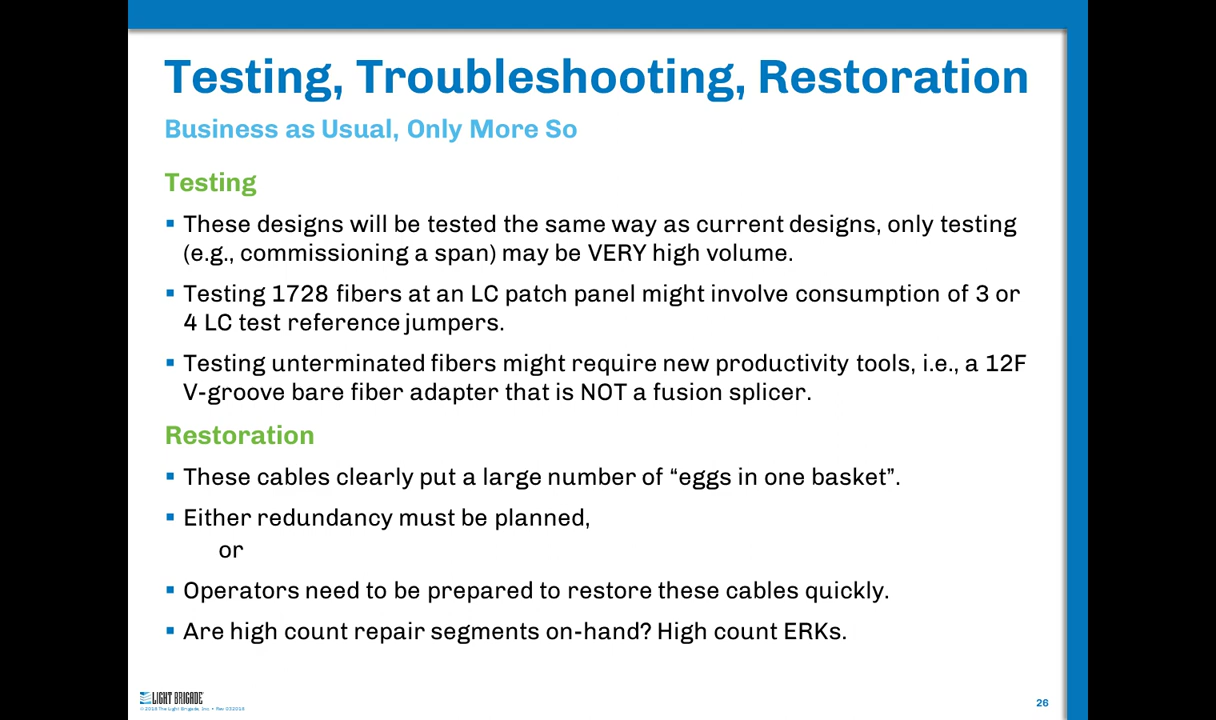 Testing, Troubleshooting, Restoration
Business as Usual, Only More So
Testing
▪ These designs will be tested the same way as current designs, only testing
(e.g., commissioning a span) may be VERY high volume.
▪ Testing 1728 fibers at an LC patch panel might involve consumption of 3 or
4 LC test reference jumpers.
▪ Testing unterminated fibers might require new productivity tools, i.e., a 12F
V-groove bare fiber adapter that is NOT a fusion splicer.
Restoration
▪ These cables clearly put a large number of “eggs in one basket”.
▪ Either redundancy must be planned,
or
▪ Operators need to be prepared to restore these cables quickly.
▪ Are high count repair segments on-hand? High count ERKs.
LIGHT BRIGADE
The Light Brigade, Inc
26